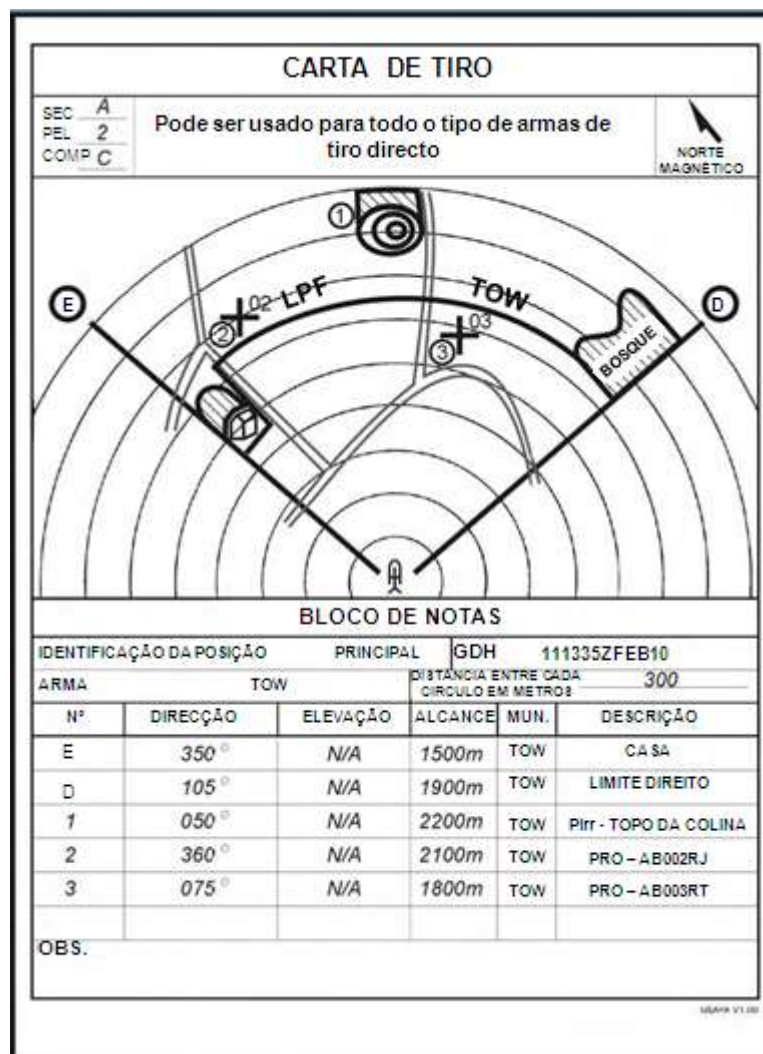 CARTA DE TIRO
SEC A
PEL 2
COMP C
Pode ser usado para todo o tipo de armas de
tiro directo
NORTE
MAGNÉTICO
1
E
02
LPF
TOW
D
2
03
3
BOSQUE
BLOCO DE NOTAS
IDENTIFICAÇÃO DA POSIÇÃO PRINCIPAL GDH 111335ZFEB10
ARMA TOW DISTÂNCIA ENTRE CADA CIRCULO EM METROS 300
Nº DIRECÇÃO ELEVAÇÃO ALCANCE MUN. DESCRIÇÃO
E 350° N/A 1500m TOW CASA
D 105° N/A 1900m TOW LIMITE DIREITO
1 050° N/A 2200m TOW PIrr - TOPO DA COLINA
2 360° N/A 2100m TOW PRO – AB002RJ
3 075° N/A 1800m TOW PRO – AB003RT
OBS.